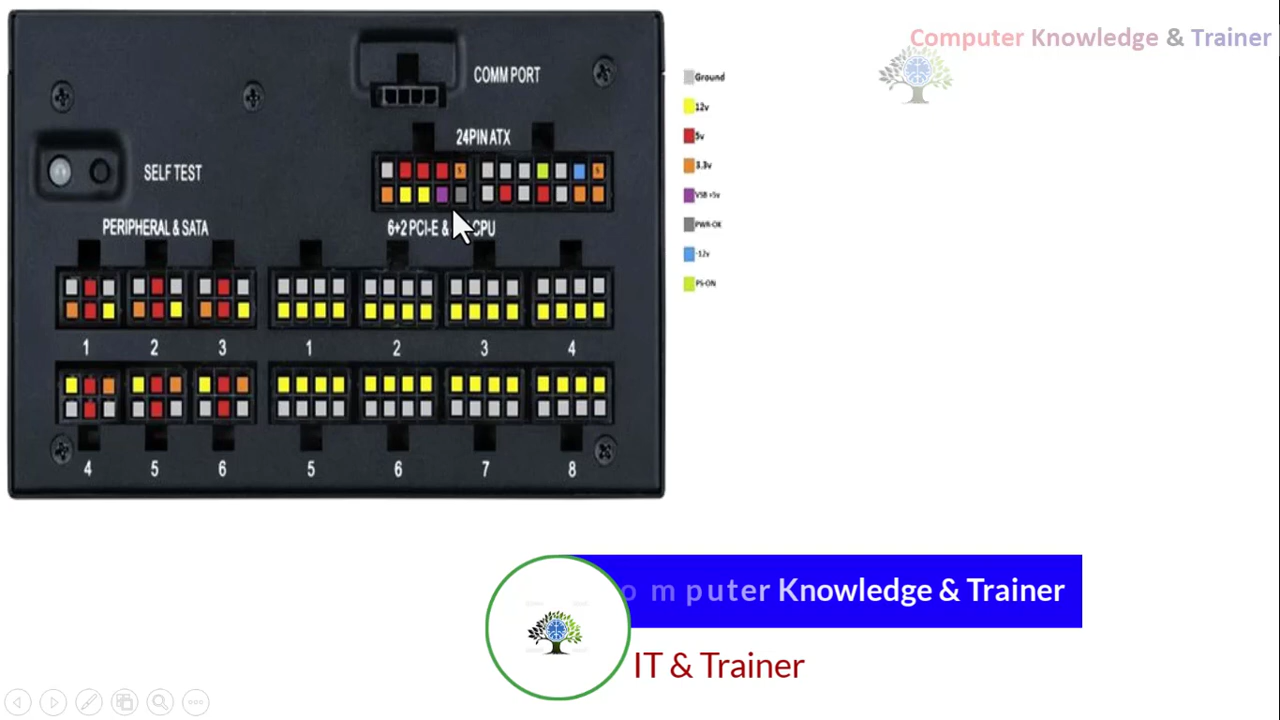 Computer Knowledge & Trainer
COMM PORT
Ground
12v
5v
3.3v
VSB +5v
PWR-OK
-12v
PS-ON
24PIN ATX
SELF TEST
S
S
PERIPHERAL & SATA
6+2 PCI-E & CPU
1 2 3 1 2 3 4
4 5 6 5 6 7 8
omputer Knowledge & Trainer
IT & Trainer